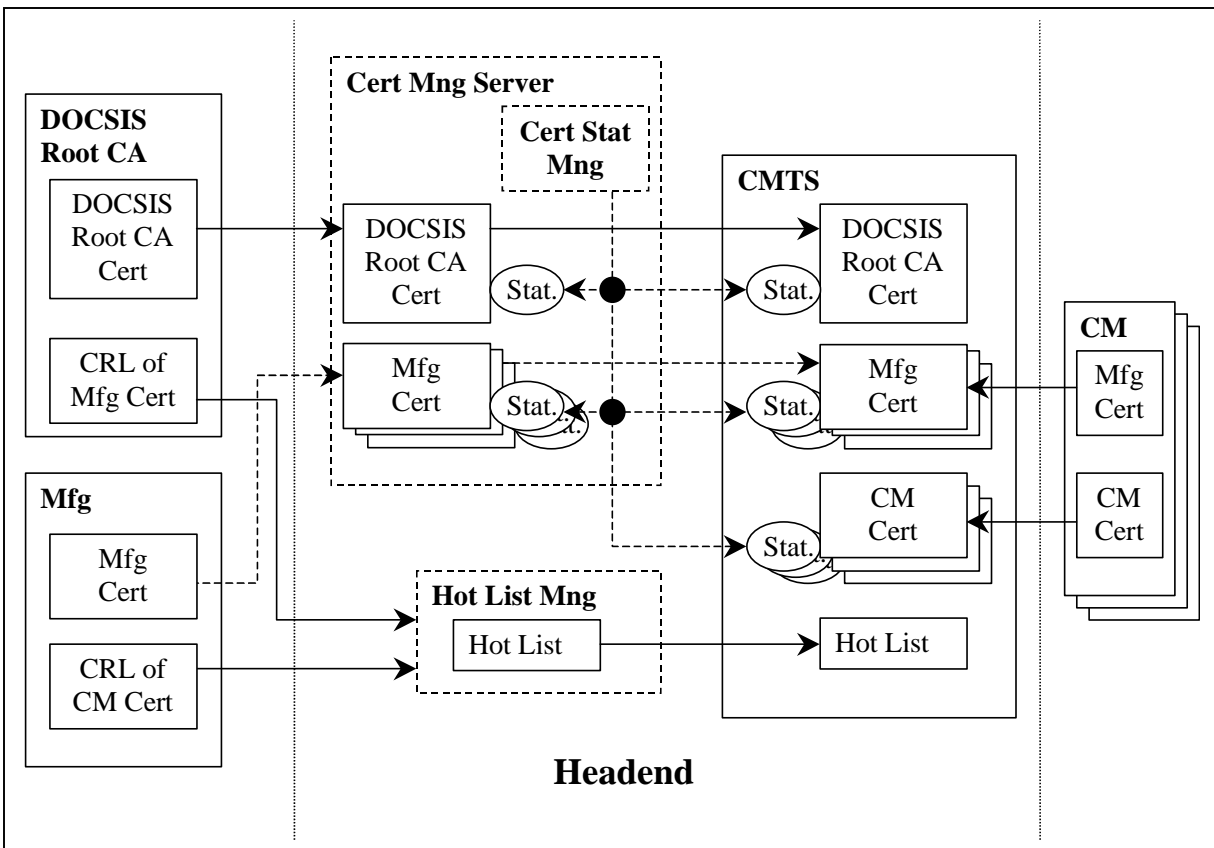 DOCSIS
Root CA
DOCSIS
Root CA
Cert
CRL of
Mfg Cert
Mfg
Mfg
Cert
CRL of
CM Cert
Cert Mng Server
Cert Stat
Mng
DOCSIS
Root CA
Cert
Stat.
Mfg
Cert
Stat.
Hot List Mng
Hot List
CMTS
DOCSIS
Root CA
Cert
Stat.
Mfg
Cert
Stat.
CM
Cert
Stat.
Hot List
CM
Mfg
Cert
CM
Cert
Headend